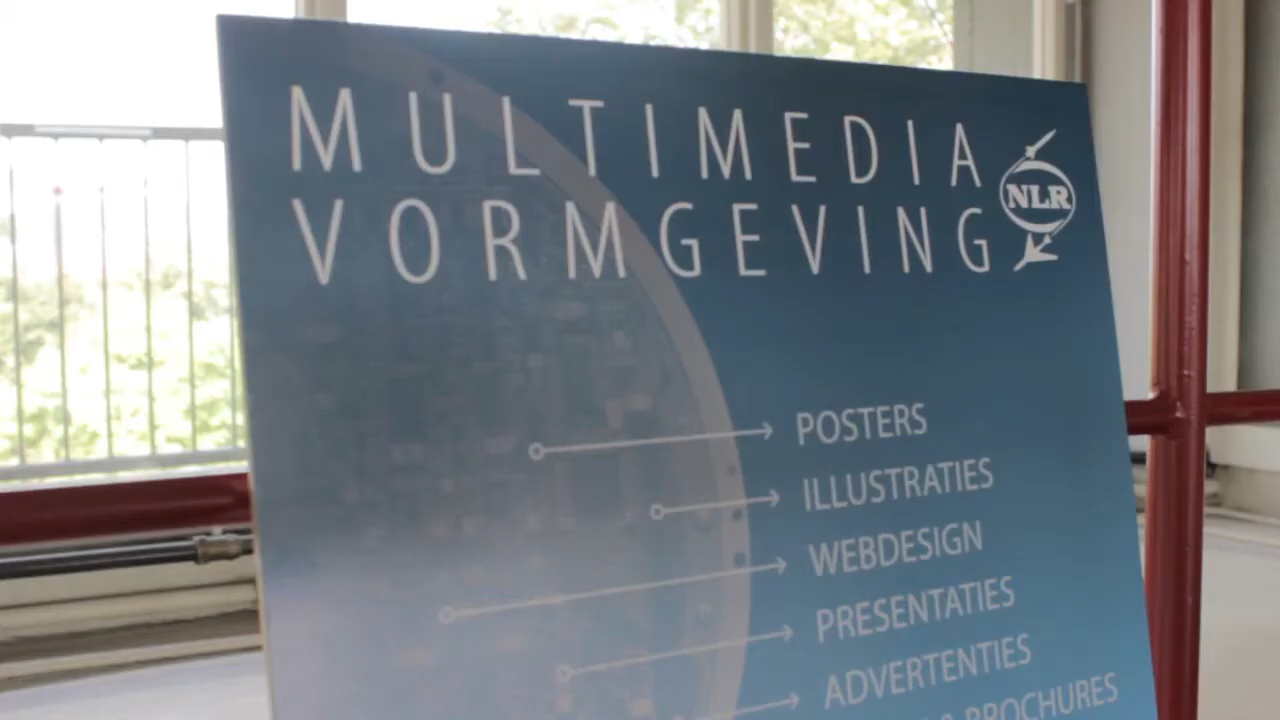 MULTIMEDIA
VORMGEVING
NLR
POSTERS
ILLUSTRATIES
WEBDESIGN
PRESENTATIES
ADVERTENTIES
& BROCHURES